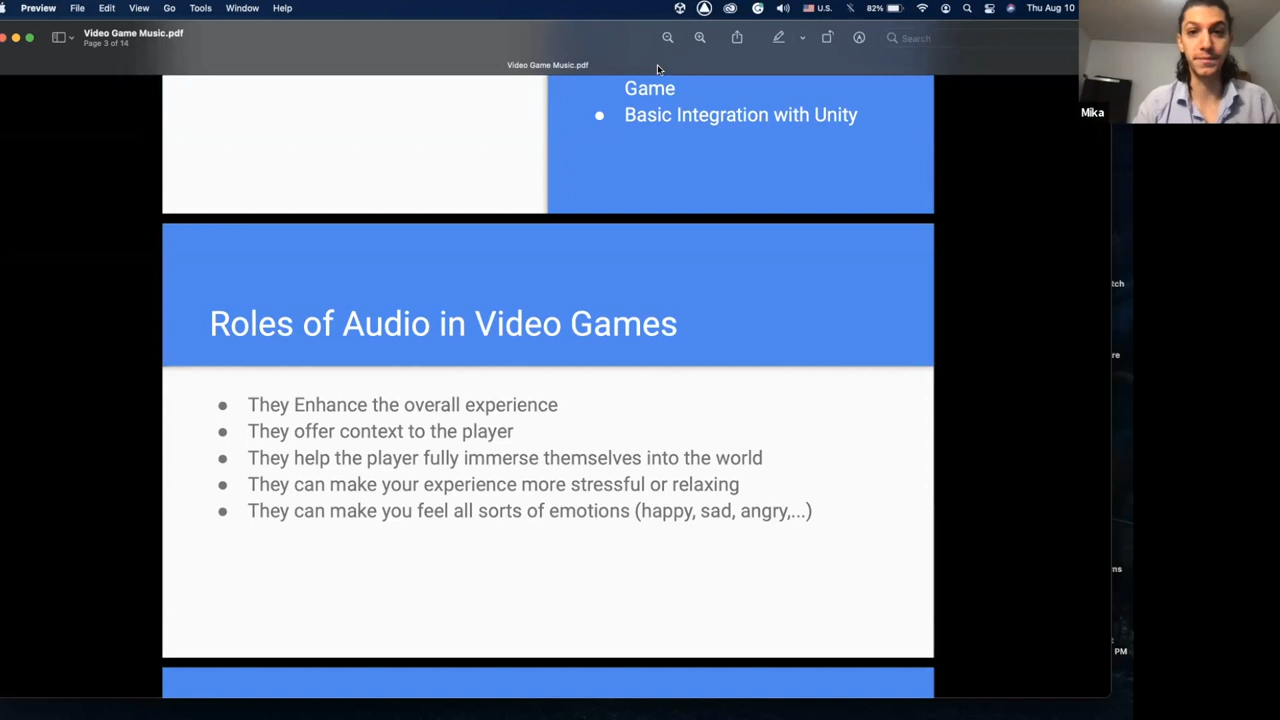 Preview File Edit View Go Tools Window Help 82% U.S. Thu Aug 10
Video Game Music.pdf
Page 3 of 14
Search
Video Game Music.pdf
Game
● Basic Integration with Unity
Mika
Roles of Audio in Video Games
● They Enhance the overall experience
● They offer context to the player
● They help the player fully immerse themselves into the world
● They can make your experience more stressful or relaxing
● They can make you feel all sorts of emotions (happy, sad, angry,...)
tch
re
ms
PM